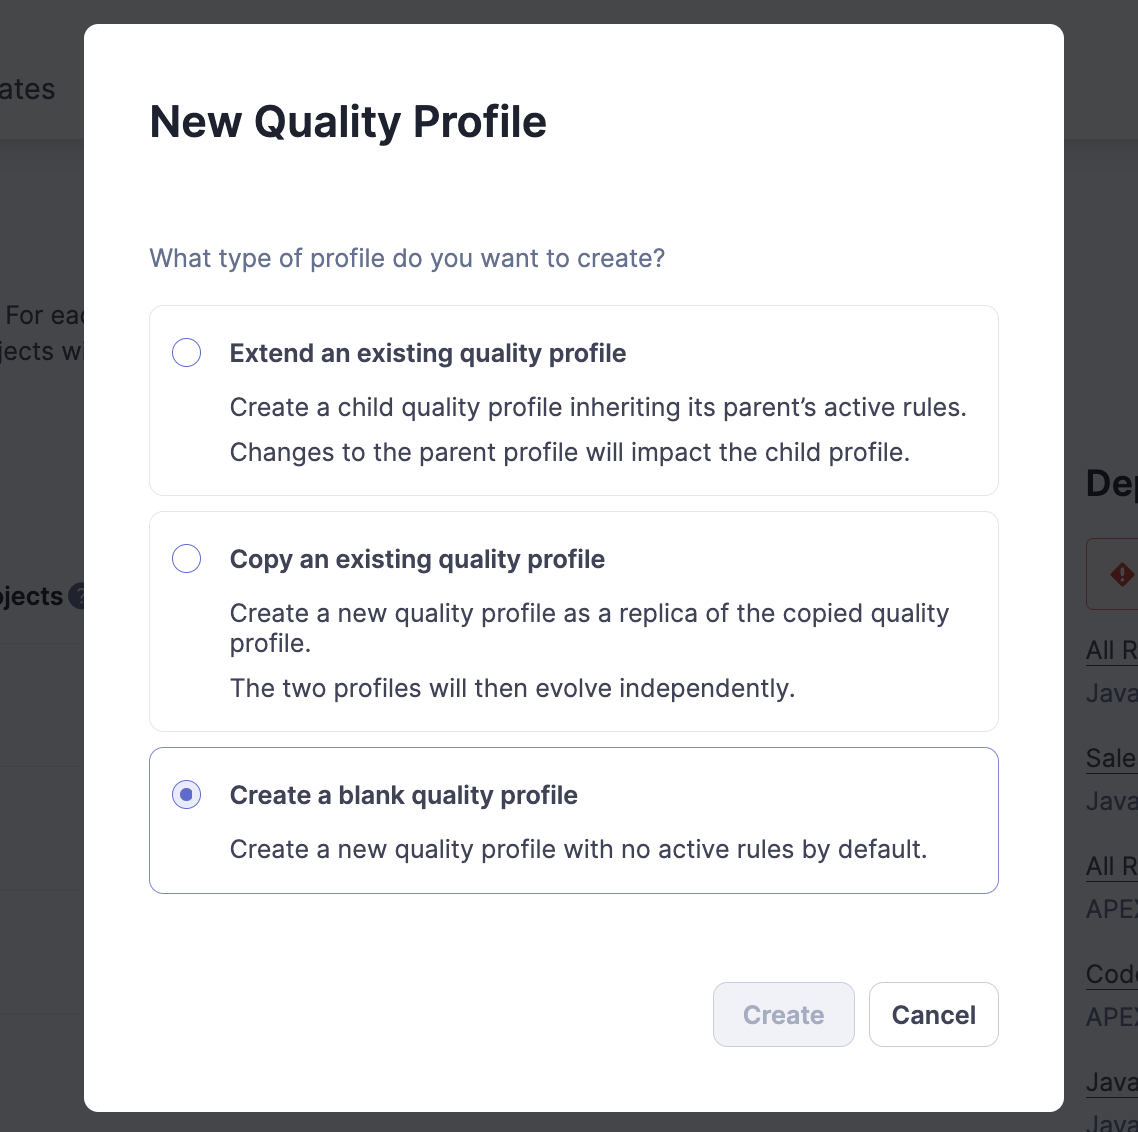 New Quality Profile
ates
What type of profile do you want to create?
For eac
jects w
Extend an existing quality profile
Create a child quality profile inheriting its parent’s active rules.
Changes to the parent profile will impact the child profile.
Dep
Copy an existing quality profile
Create a new quality profile as a replica of the copied quality
profile.
The two profiles will then evolve independently.
ojects ?
All R
Java
Sale
Java
Create a blank quality profile
Create a new quality profile with no active rules by default.
All R
APEX
Code
APEX
Create
Cancel
Java
Java